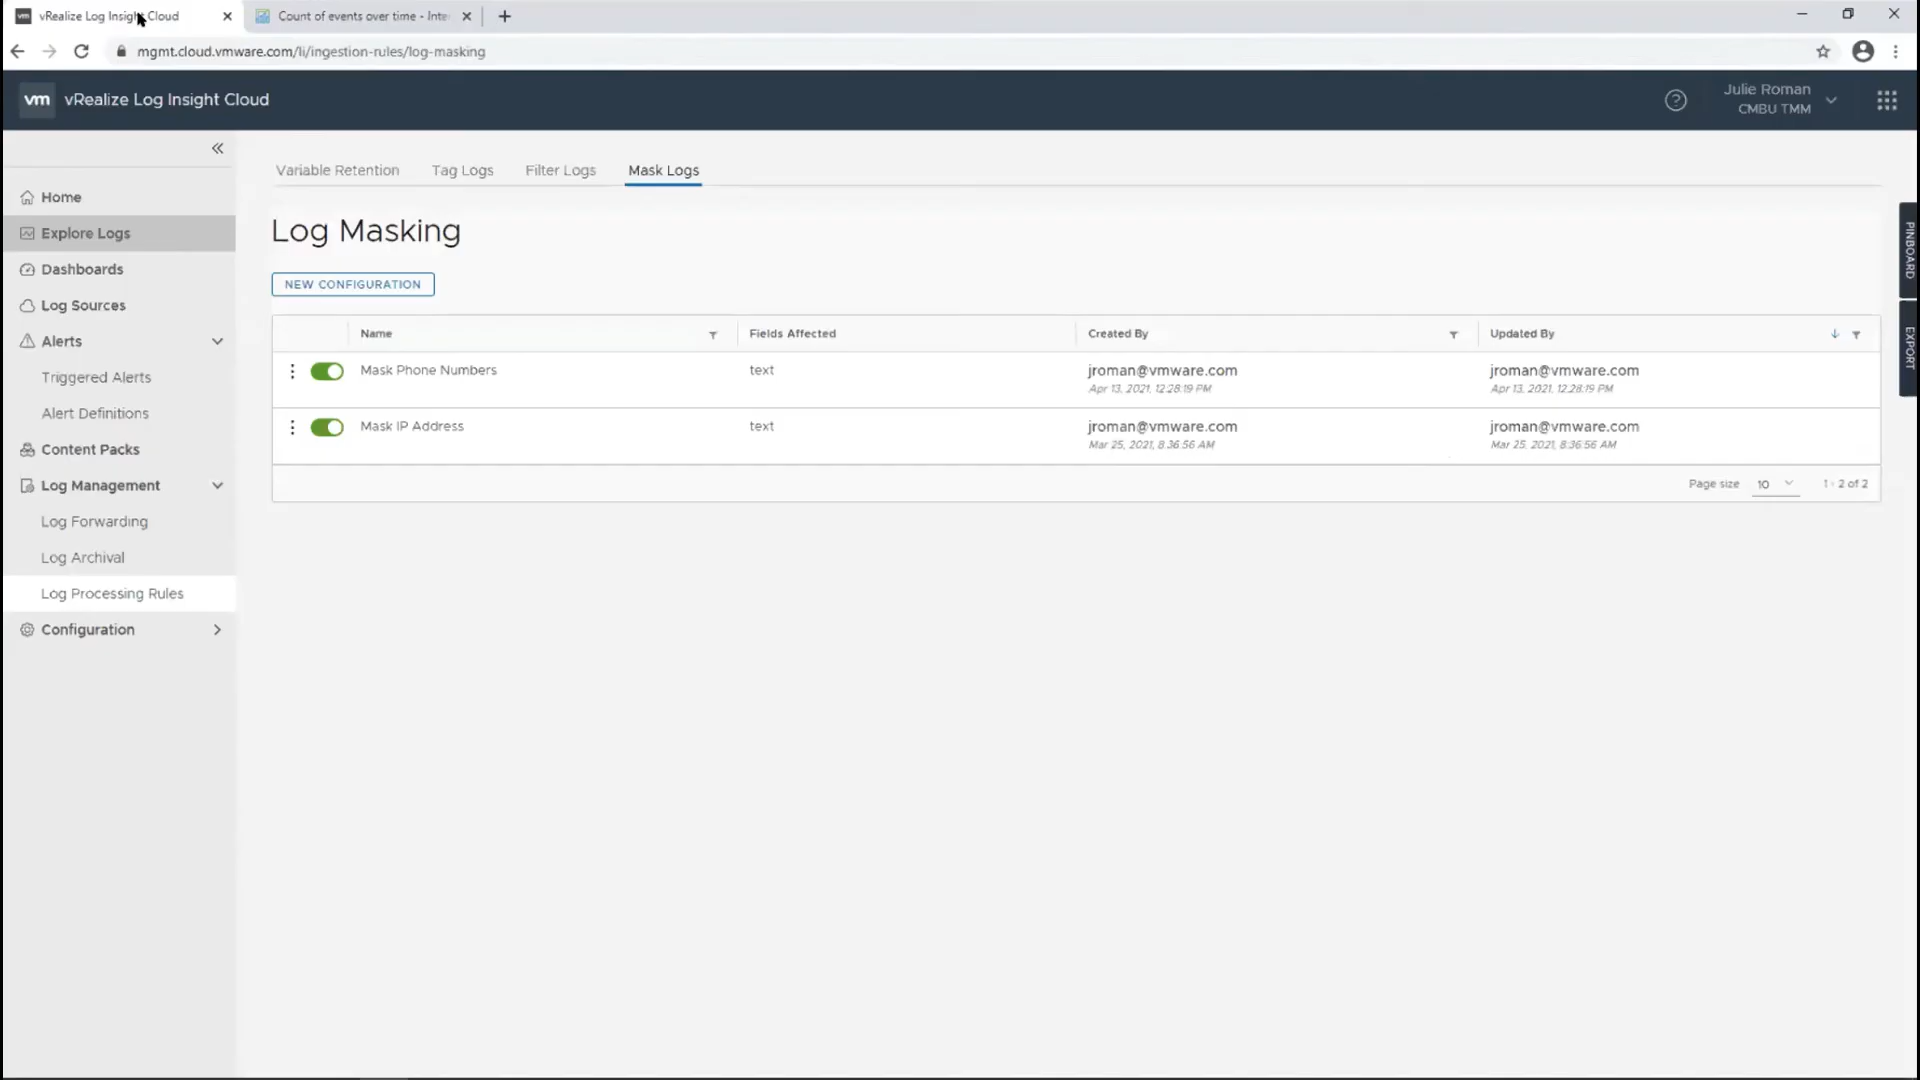 vm vRealize Log Insight Cloud
Count of events over time - Inte
mgmt.cloud.vmware.com/li/ingestion-rules/log-masking
vm vRealize Log Insight Cloud
Julie Roman
CMBU TMM
Home
Explore Logs
Dashboards
Log Sources
Alerts
Triggered Alerts
Alert Definitions
Content Packs
Log Management
Log Forwarding
Log Archival
Log Processing Rules
Configuration
Variable Retention Tag Logs Filter Logs Mask Logs
Log Masking
NEW CONFIGURATION
Name Fields Affected Created By Updated By
Mask Phone Numbers text jroman@vmware.com jroman@vmware.com
Apr 13, 2021, 12:28:19 PM Apr 13, 2021, 12:28:19 PM
Mask IP Address text jroman@vmware.com jroman@vmware.com
Mar 25, 2021, 8:36:56 AM Mar 25, 2021, 8:36:56 AM
Page size 10 1 - 2 of 2
PINBOARD
EXPORT